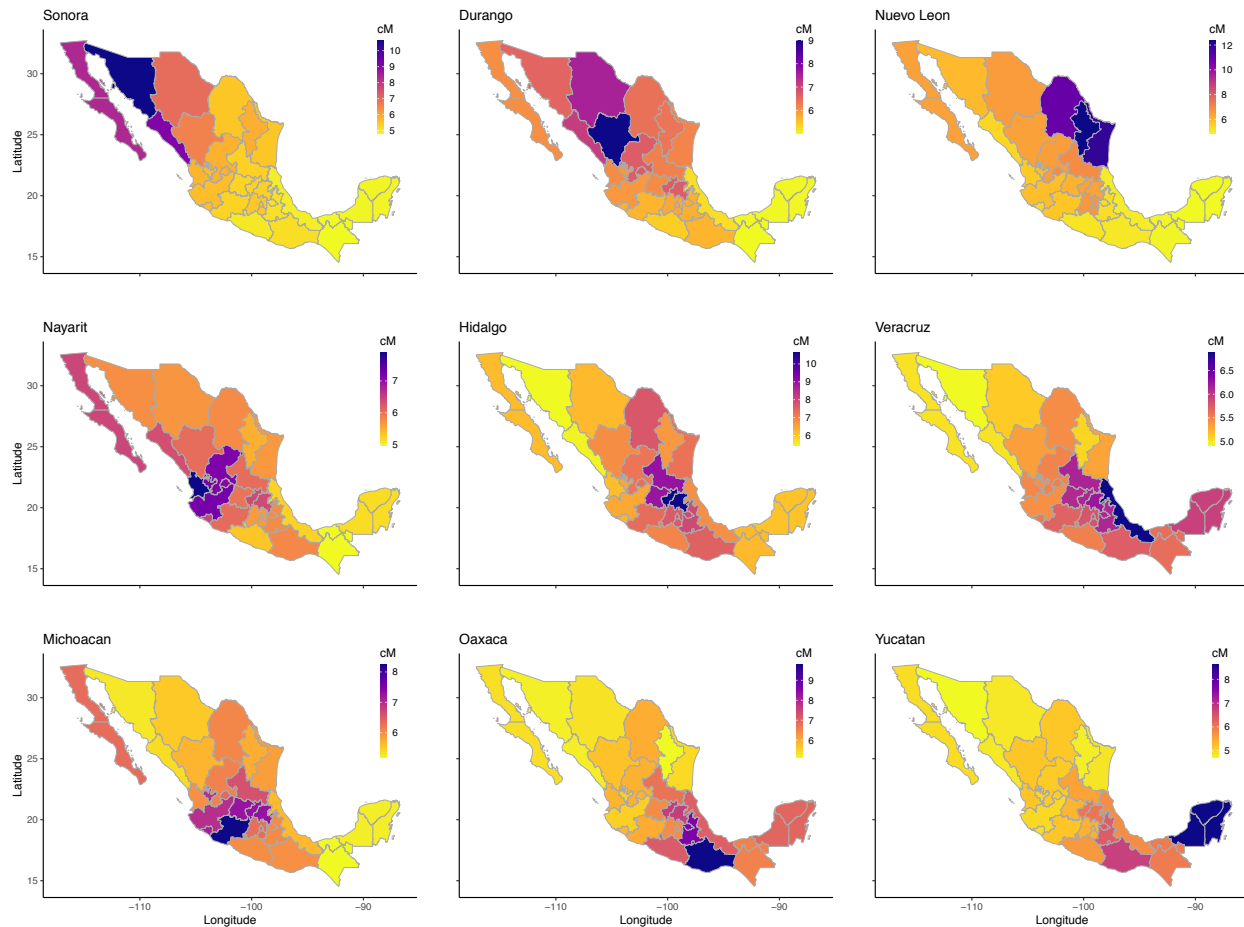 Sonora
cM
10
9
8
7
6
5
Latitude
30
25
20
15
Durango
cM
9
8
7
6
Nuevo Leon
cM
12
10
8
6
Nayarit
cM
7
6
5
Latitude
30
25
20
15
Hidalgo
cM
10
9
8
7
6
Veracruz
cM
6.5
6.0
5.5
5.0
Michoacan
cM
8
7
6
Latitude
30
25
20
15
−110
−100
−90
Longitude
Oaxaca
cM
9
8
7
6
−110
−100
−90
Longitude
Yucatan
cM
8
7
6
5
−110
−100
−90
Longitude